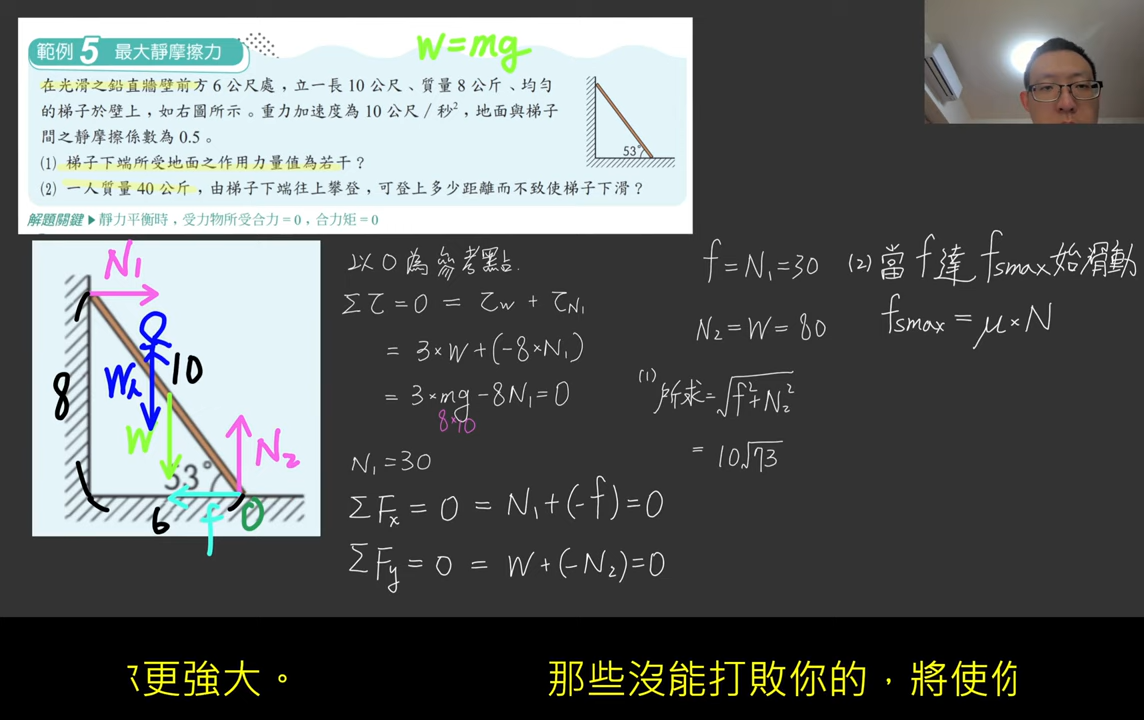 範例 5 最大靜摩擦力
W=mg
在光滑之鉛直牆壁前方 6 公尺處，立一長 10 公尺、質量 8 公斤、均勻
的梯子於壁上，如右圖所示。重力加速度為 10 公尺／秒²，地面與梯子
間之靜摩擦係數為 0.5。
(1) 梯子下端所受地面之作用力量值為若干？
(2) 一人質量 40 公斤，由梯子下端往上攀登，可登上多少距離而不致使梯子下滑？
53°
解題關鍵▶靜力平衡時，受力物所受合力=0，合力矩=0
N₁
10
8
W
53°
N₂
6
f
O
以O為參考點.
Στ=0 = τw + τN₁
= 3×W+(-8×N₁)
= 3×mg-8N₁=0
8×10
N₁=30
ΣFx = 0 = N₁+(-f)=0
ΣFy = 0 = W+(-N₂)=0
f=N₁=30
N₂=W=80
(1) 所求=√f²+N₂²
= 10√73
(2) 當f達fsmax始滑動
fsmax=μ×N
更強大。
那些沒能打敗你的，將使